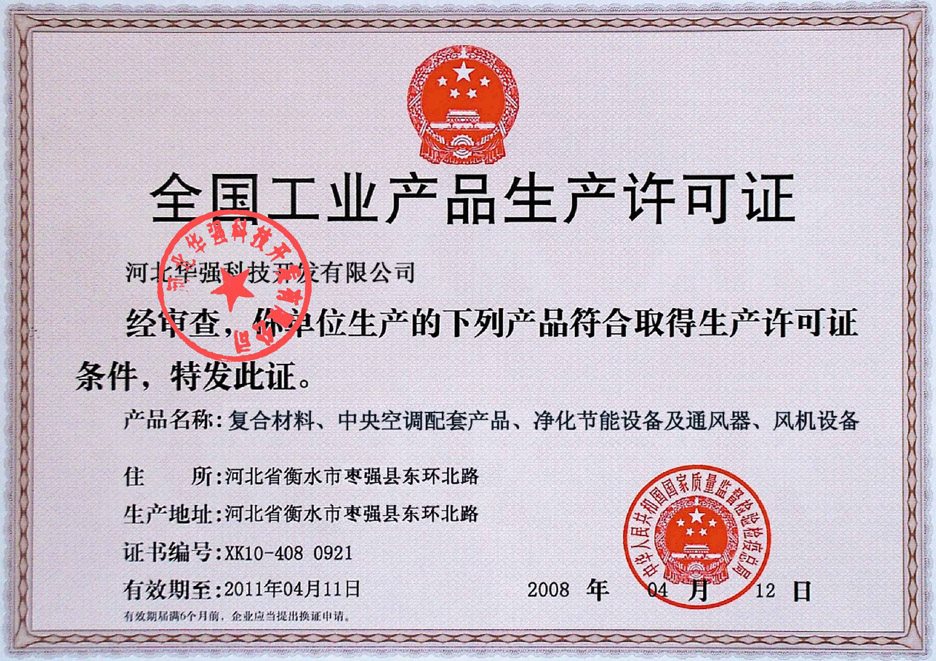 全国工业产品生产许可证
河北华强科技开发有限公司
河北华强科技开发有限公司
经审查，你单位生产的下列产品符合取得生产许可证
条件，特发此证。
产品名称：复合材料、中央空调配套产品、净化节能设备及通风器、风机设备
住 所：河北省衡水市枣强县东环北路
生产地址：河北省衡水市枣强县东环北路
中华人民共和国国家质量监督检验检疫总局
证书编号：XK10-408 0921
有效期至：2011年04月11日
2008 年 04 月 12 日
有效期届满6个月前，企业应当提出换证申请。